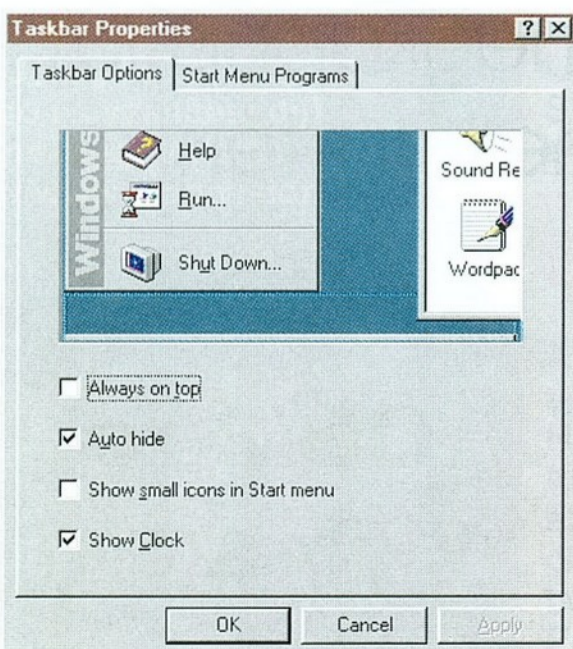 Taskbar Properties
Taskbar Options
Start Menu Programs
Windows
Help
Run...
Shut Down...
Sound Re
Wordpac
Always on top
Auto hide
Show small icons in Start menu
Show Clock
OK
Cancel
Apply